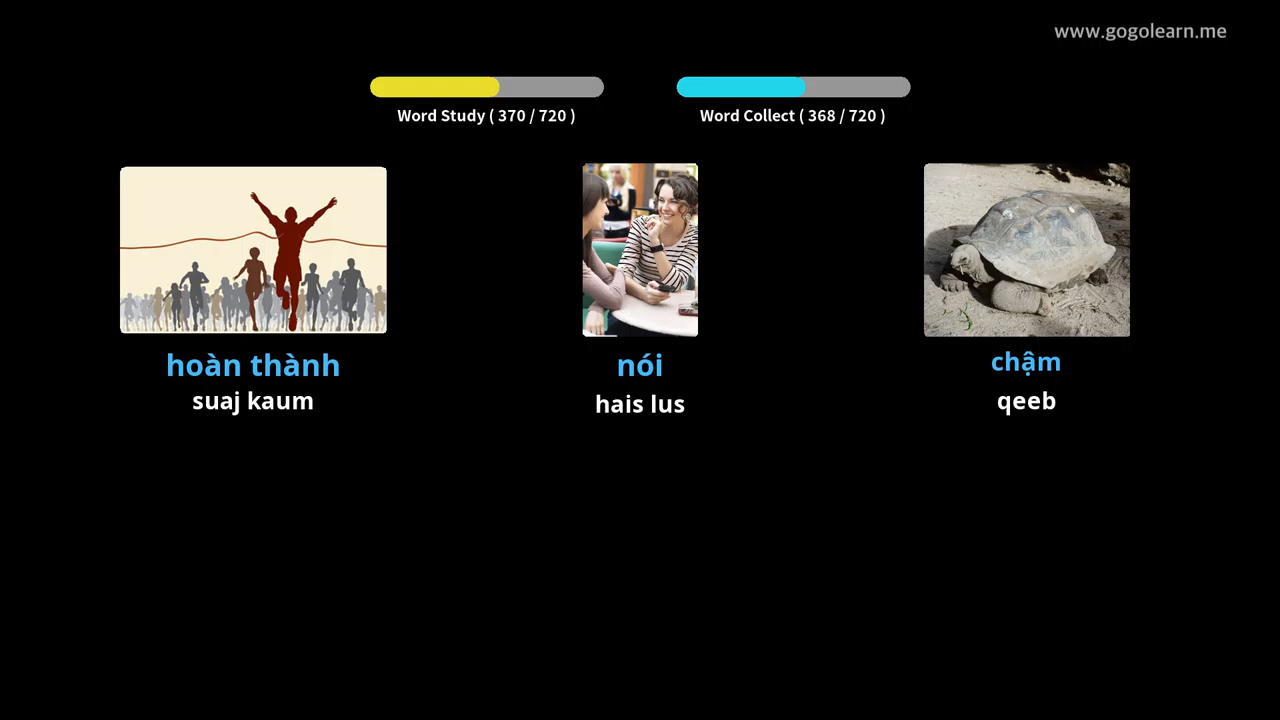 www.gogolearn.me
Word Study ( 370 / 720 )
Word Collect ( 368 / 720 )
hoàn thành
suaj kaum
nói
hais lus
chậm
qeeb